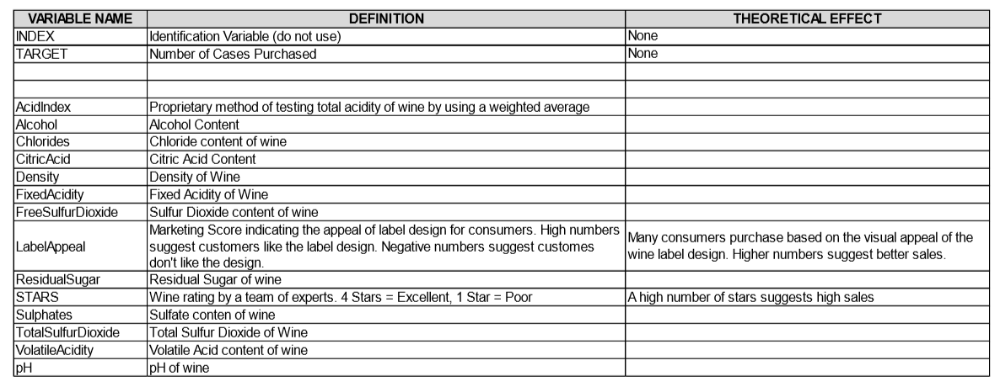 VARIABLE NAME DEFINITION THEORETICAL EFFECT
INDEX Identification Variable (do not use) None
TARGET Number of Cases Purchased None
AcidIndex Proprietary method of testing total acidity of wine by using a weighted average
Alcohol Alcohol Content
Chlorides Chloride content of wine
CitricAcid Citric Acid Content
Density Density of Wine
FixedAcidity Fixed Acidity of Wine
FreeSulfurDioxide Sulfur Dioxide content of wine
LabelAppeal
Marketing Score indicating the appeal of label design for consumers. High numbers
suggest customers like the label design. Negative numbers suggest customes
don't like the design.
Many consumers purchase based on the visual appeal of the
wine label design. Higher numbers suggest better sales.
ResidualSugar Residual Sugar of wine
STARS Wine rating by a team of experts. 4 Stars = Excellent, 1 Star = Poor A high number of stars suggests high sales
Sulphates Sulfate conten of wine
TotalSulfurDioxide Total Sulfur Dioxide of Wine
VolatileAcidity Volatile Acid content of wine
pH pH of wine